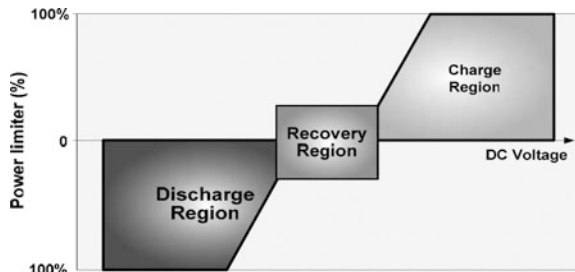 100%
Power limiter (%)
Charge
Region
0
Recovery
Region
DC Voltage
Discharge
Region
100%